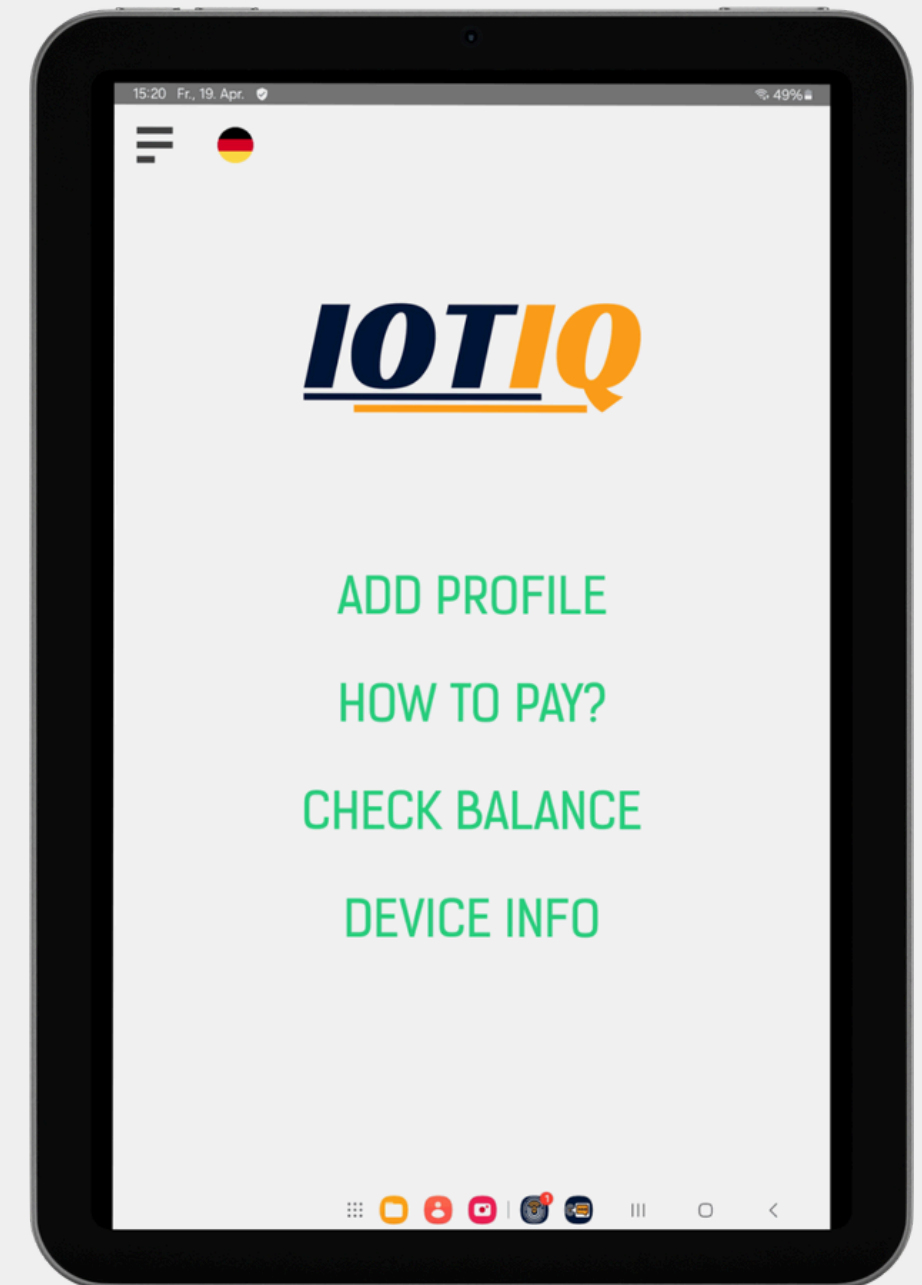 15:20 Fr., 19. Apr. 49%
IOTIQ
ADD PROFILE
HOW TO PAY?
CHECK BALANCE
DEVICE INFO
1